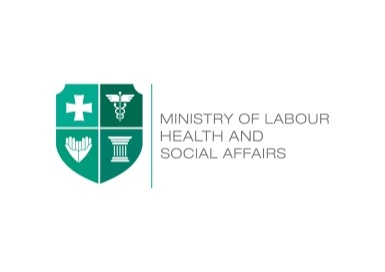 MINISTRY OF LABOUR
HEALTH AND
SOCIAL AFFAIRS